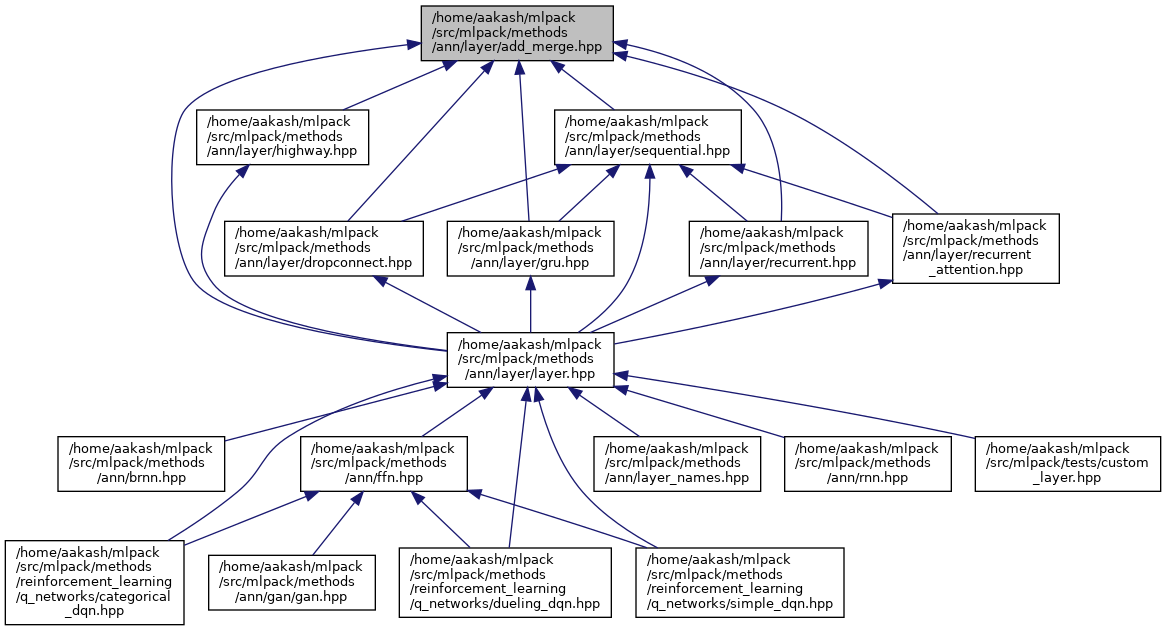 /home/aakash/mlpack
/src/mlpack/methods
/ann/layer/add_merge.hpp
/home/aakash/mlpack
/src/mlpack/methods
/ann/layer/highway.hpp
/home/aakash/mlpack
/src/mlpack/methods
/ann/layer/sequential.hpp
/home/aakash/mlpack
/src/mlpack/methods
/ann/layer/dropconnect.hpp
/home/aakash/mlpack
/src/mlpack/methods
/ann/layer/gru.hpp
/home/aakash/mlpack
/src/mlpack/methods
/ann/layer/recurrent.hpp
/home/aakash/mlpack
/src/mlpack/methods
/ann/layer/recurrent
_attention.hpp
/home/aakash/mlpack
/src/mlpack/methods
/ann/layer/layer.hpp
/home/aakash/mlpack
/src/mlpack/methods
/ann/brnn.hpp
/home/aakash/mlpack
/src/mlpack/methods
/ann/ffn.hpp
/home/aakash/mlpack
/src/mlpack/methods
/ann/layer_names.hpp
/home/aakash/mlpack
/src/mlpack/methods
/ann/rnn.hpp
/home/aakash/mlpack
/src/mlpack/tests/custom
_layer.hpp
/home/aakash/mlpack
/src/mlpack/methods
/reinforcement_learning
/q_networks/categorical
_dqn.hpp
/home/aakash/mlpack
/src/mlpack/methods
/ann/gan/gan.hpp
/home/aakash/mlpack
/src/mlpack/methods
/reinforcement_learning
/q_networks/dueling_dqn.hpp
/home/aakash/mlpack
/src/mlpack/methods
/reinforcement_learning
/q_networks/simple_dqn.hpp